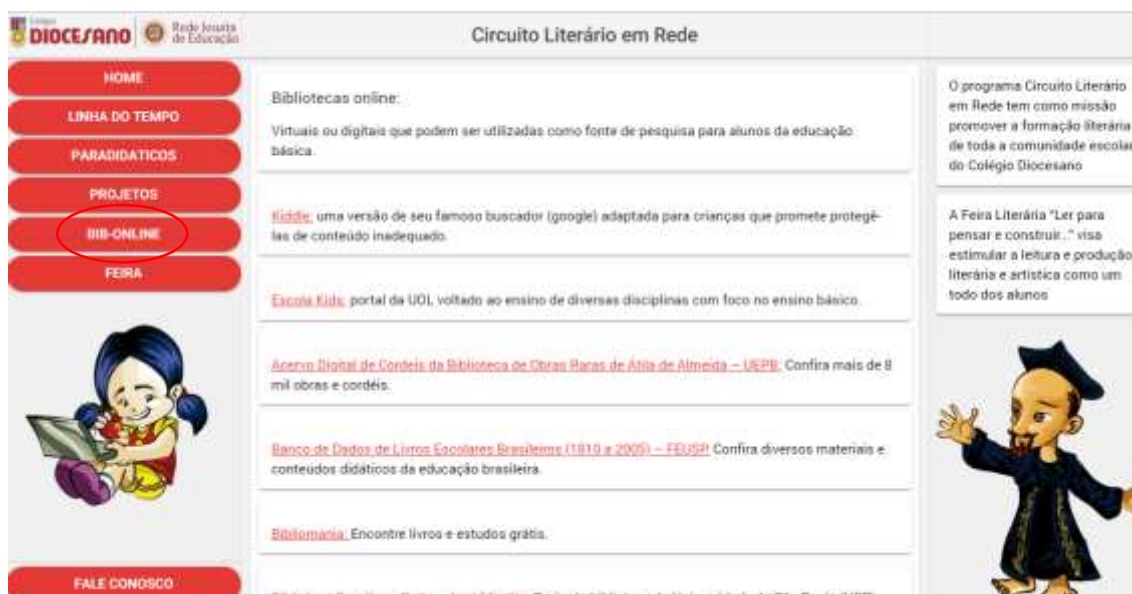 Colégio
DIOCESANO
Rede Jesuíta
de Educação
Circuito Literário em Rede
HOME
LINHA DO TEMPO
PARADIDATICOS
PROJETOS
BIB-ONLINE
FEIRA
FALE CONOSCO
Bibliotecas online:
Virtuais ou digitais que podem ser utilizadas como fonte de pesquisa para alunos da educação
básica.
Kiddle: uma versão de seu famoso buscador (google) adaptada para crianças que promete protegê-
las de conteúdo inadequado.
Escola Kids: portal da UOL voltado ao ensino de diversas disciplinas com foco no ensino básico.
Acervo Digital de Cordeis da Biblioteca de Obras Raras de Átila de Almeida – UEPB: Confira mais de 8
mil obras e cordéis.
Banco de Dados de Livros Escolares Brasileiros (1810 a 2005) – FEUSP: Confira diversos materiais e
conteúdos didáticos da educação brasileira.
Bibliomania: Encontre livros e estudos grátis.
O programa Circuito Literário
em Rede tem como missão
promover a formação literária
de toda a comunidade escolar
do Colégio Diocesano
A Feira Literária "Ler para
pensar e construir.." visa
estimular a leitura e produção
literária e artística como um
todo dos alunos